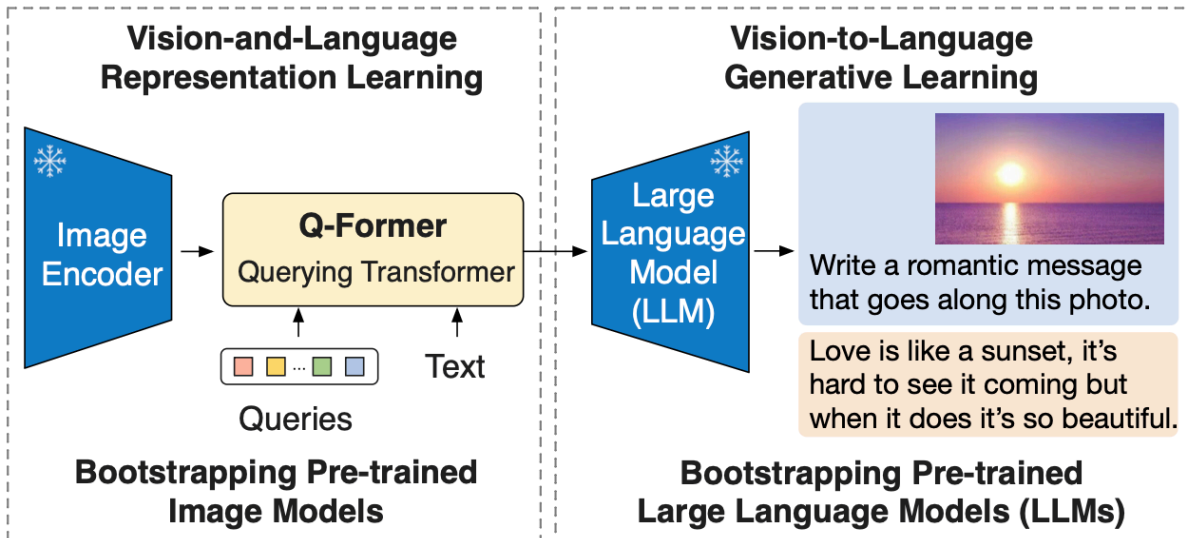 Vision-and-Language
Representation Learning
Image
Encoder
Q-Former
Querying Transformer
...
Queries
Text
Bootstrapping Pre-trained
Image Models
Vision-to-Language
Generative Learning
Large
Language
Model
(LLM)
Write a romantic message
that goes along this photo.
Love is like a sunset, it’s
hard to see it coming but
when it does it’s so beautiful.
Bootstrapping Pre-trained
Large Language Models (LLMs)